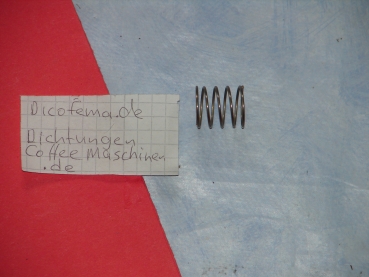 Dicofema.de
Dichtungen
Coffee Maschinen
.de